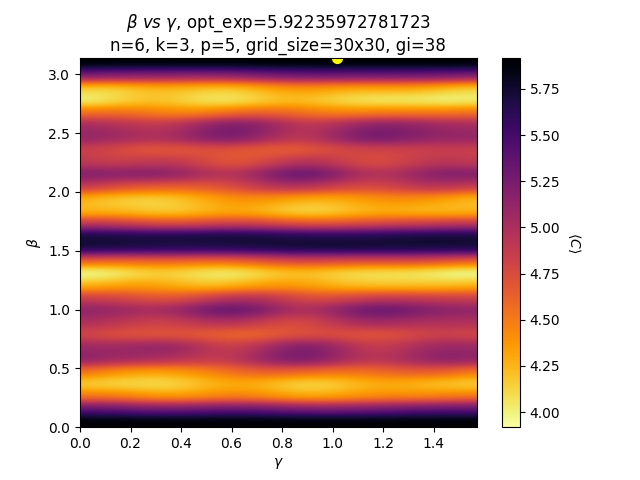 β vs γ, opt_exp=5.92235972781723
n=6, k=3, p=5, grid_size=30x30, gi=38
3.0
2.5
2.0
1.5
1.0
0.5
0.0
β
0.0 0.2 0.4 0.6 0.8 1.0 1.2 1.4
γ
5.75
5.50
5.25
5.00
4.75
4.50
4.25
4.00
⟨C⟩